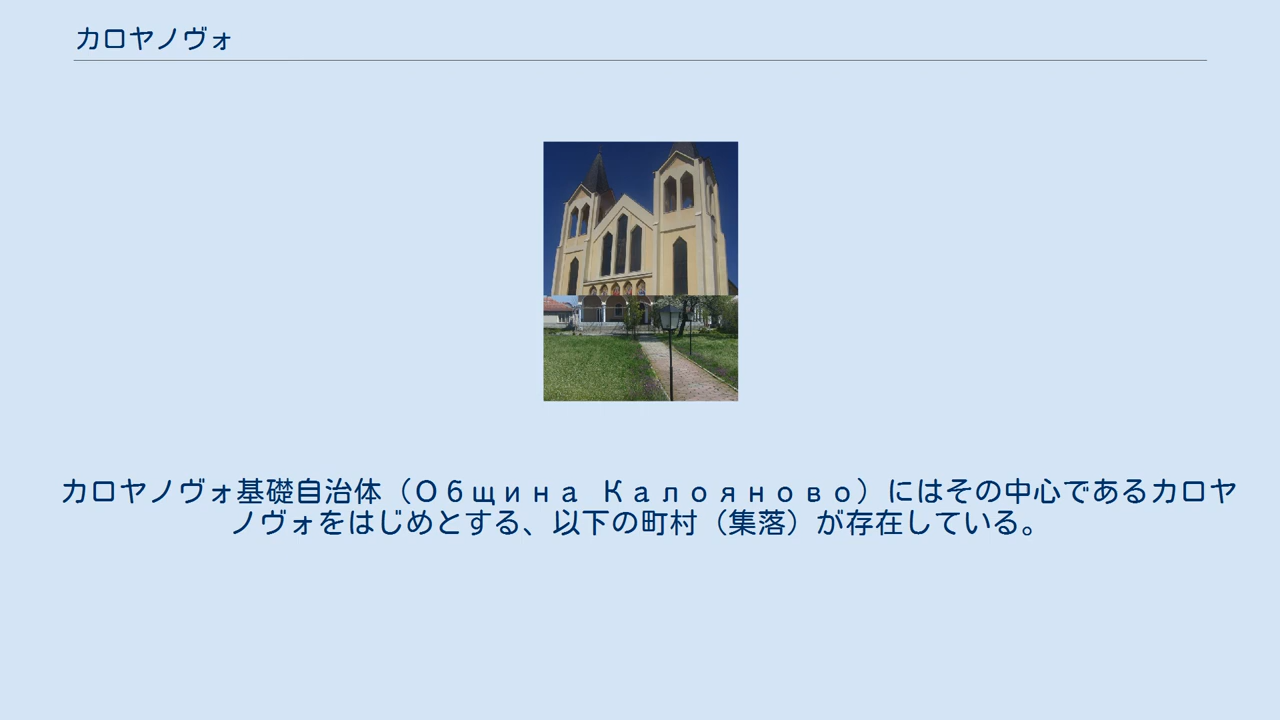 カロヤノヴォ
カロヤノヴォ基礎自治体（Община Калояново）にはその中心であるカロヤ
ノヴォをはじめとする、以下の町村（集落）が存在している。